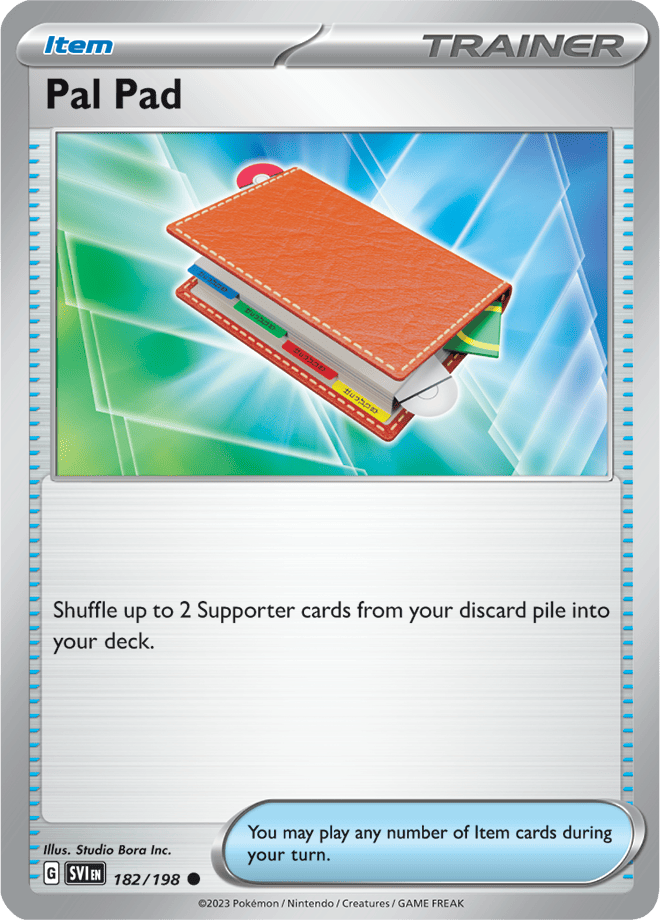 Item
TRAINER
Pal Pad
Shuffle up to 2 Supporter cards from your discard pile into
your deck.
You may play any number of Item cards during
your turn.
Illus. Studio Bora Inc.
G SVI EN 182/198
©2023 Pokémon / Nintendo / Creatures / GAME FREAK